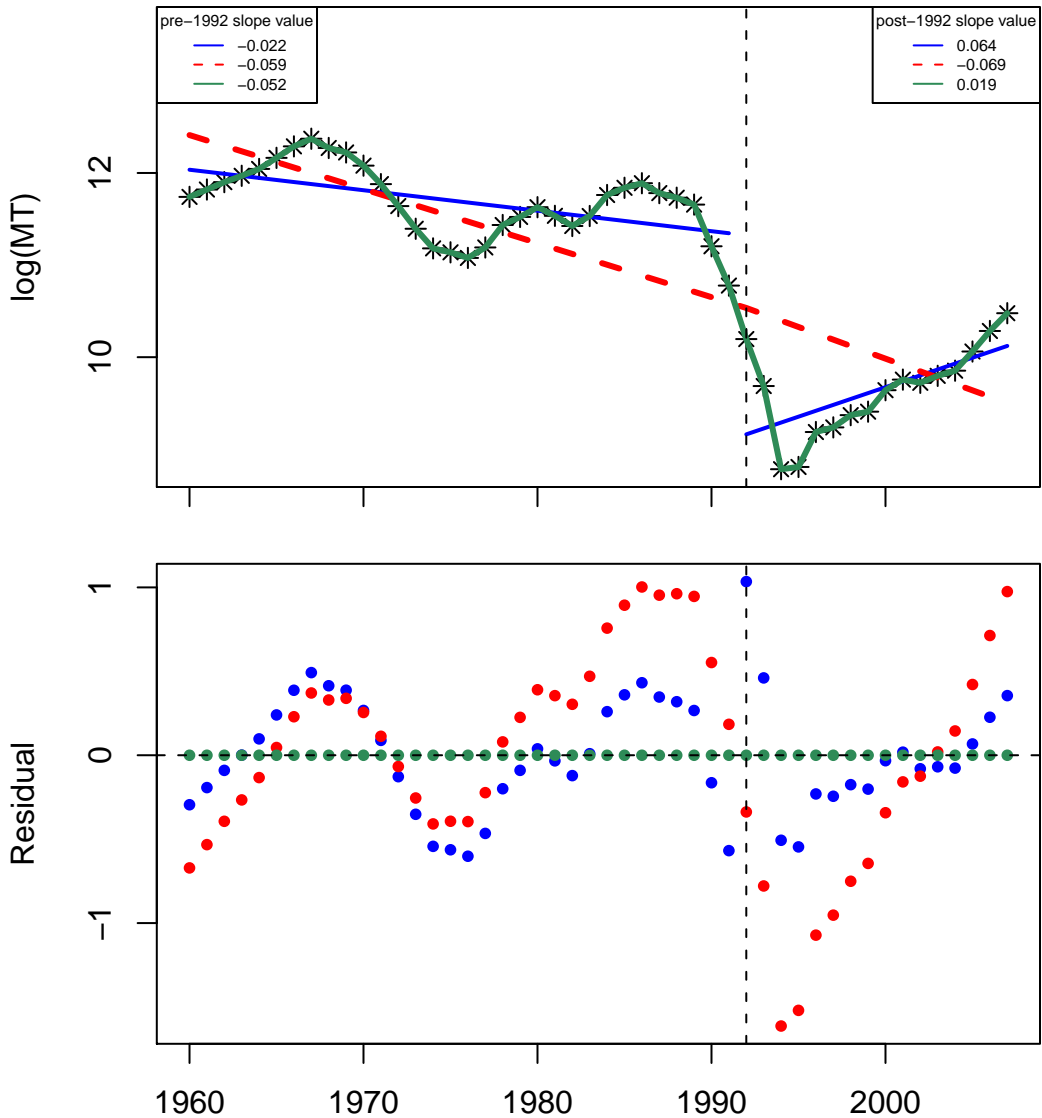 pre−1992 slope value
−0.022
−0.059
−0.052
post−1992 slope value
0.064
−0.069
0.019
log(MT)
12
10
Residual
1
0
−1
1960 1970 1980 1990 2000